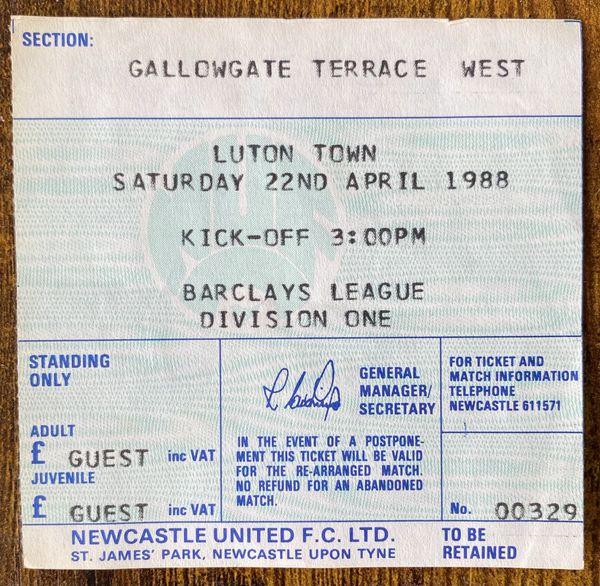 SECTION:
GALLOWGATE TERRACE WEST
LUTON TOWN
SATURDAY 22ND APRIL 1988
KICK-OFF 3:00PM
BARCLAYS LEAGUE
DIVISION ONE
STANDING
ONLY
ADULT
£ GUEST inc VAT
JUVENILE
£ GUEST inc VAT
GENERAL
MANAGER/
SECRETARY
IN THE EVENT OF A POSTPONE-
MENT THIS TICKET WILL BE VALID
FOR THE RE-ARRANGED MATCH.
NO REFUND FOR AN ABANDONED
MATCH.
FOR TICKET AND
MATCH INFORMATION
TELEPHONE
NEWCASTLE 611571
No. 00329
NEWCASTLE UNITED F.C. LTD.
ST. JAMES' PARK, NEWCASTLE UPON TYNE
TO BE
RETAINED